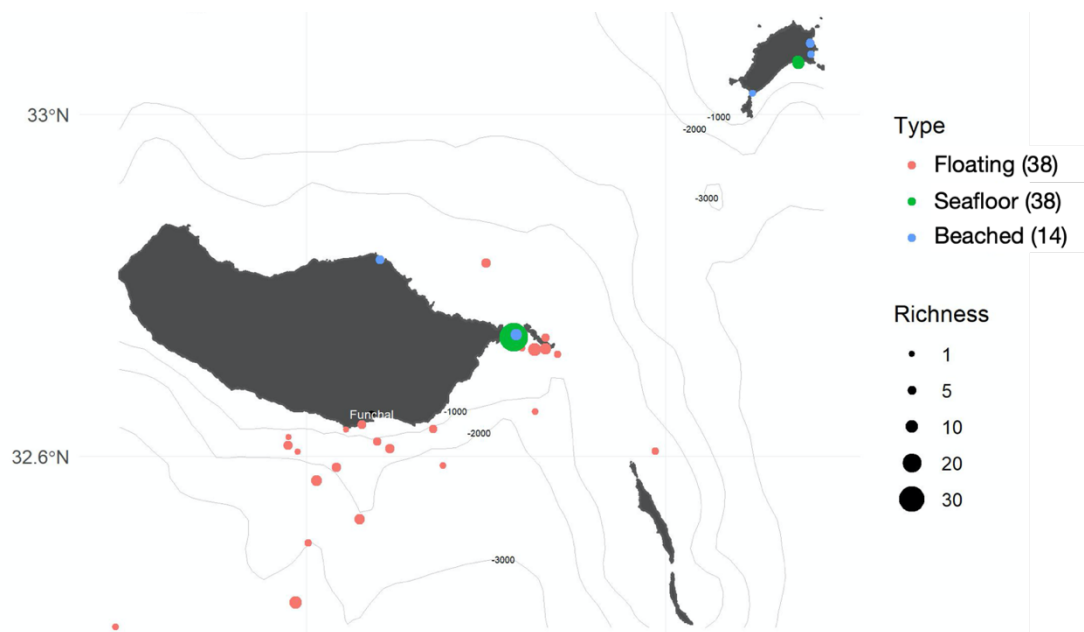 33°N
-1000
-2000
-3000
Type
Floating (38)
Seafloor (38)
Beached (14)
Richness
1
5
10
20
30
Funchal
-1000
-2000
32.6°N
-3000